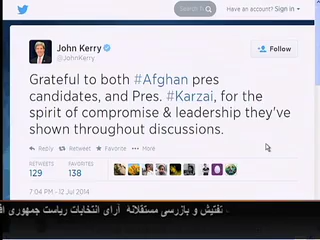 Search
Have an account? Sign in
John Kerry
@JohnKerry
Follow
Grateful to both #Afghan pres
candidates, and Pres. #Karzai, for the
spirit of compromise & leadership they've
shown throughout discussions.
Reply Retweet Favorite More
RETWEETS FAVORITES
129 138
7:04 PM - 12 Jul 2014
تفتیش و بازرسی مستقلانۀ آرای انتخابات ریاست جمهوری